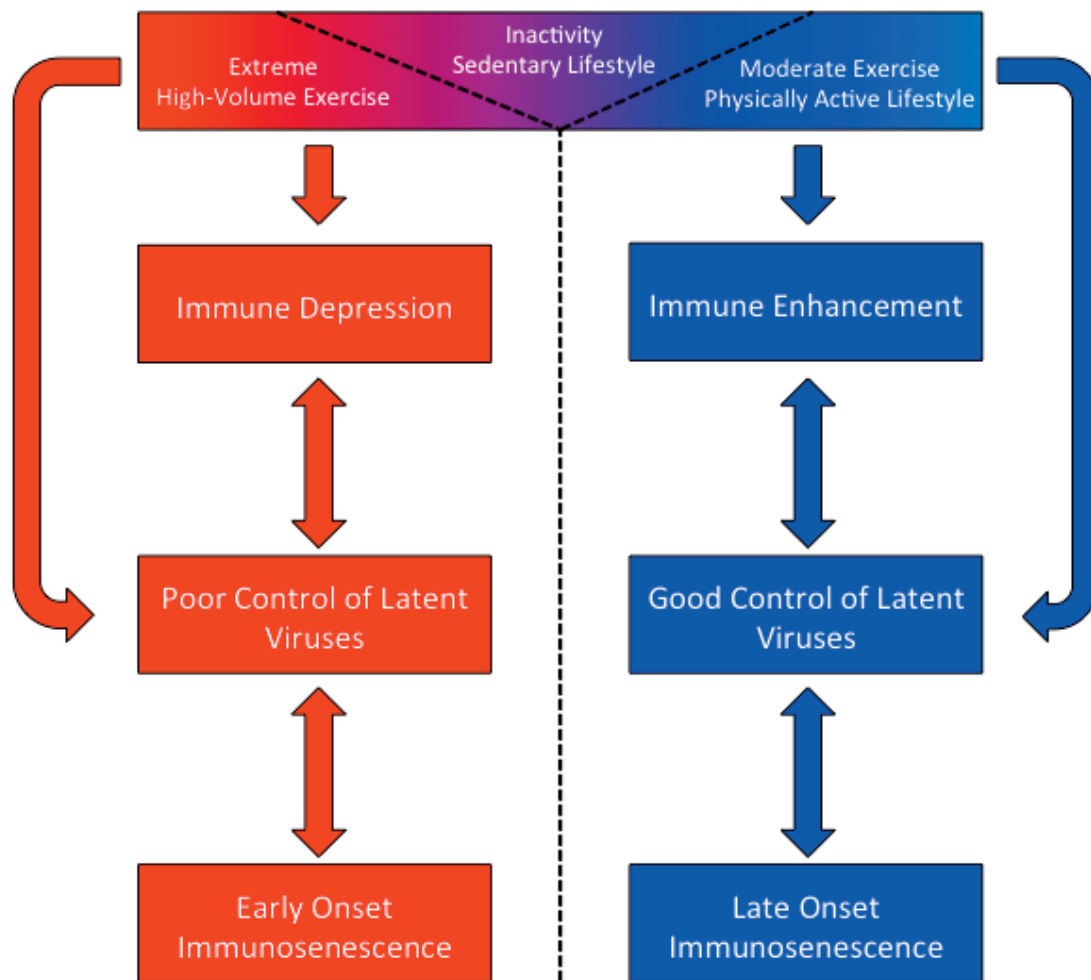 Inactivity
Sedentary Lifestyle
Extreme
High-Volume Exercise
Moderate Exercise
Physically Active Lifestyle
Immune Depression
Immune Enhancement
Poor Control of Latent
Viruses
Good Control of Latent
Viruses
Early Onset
Immunosenescence
Late Onset
Immunosenescence